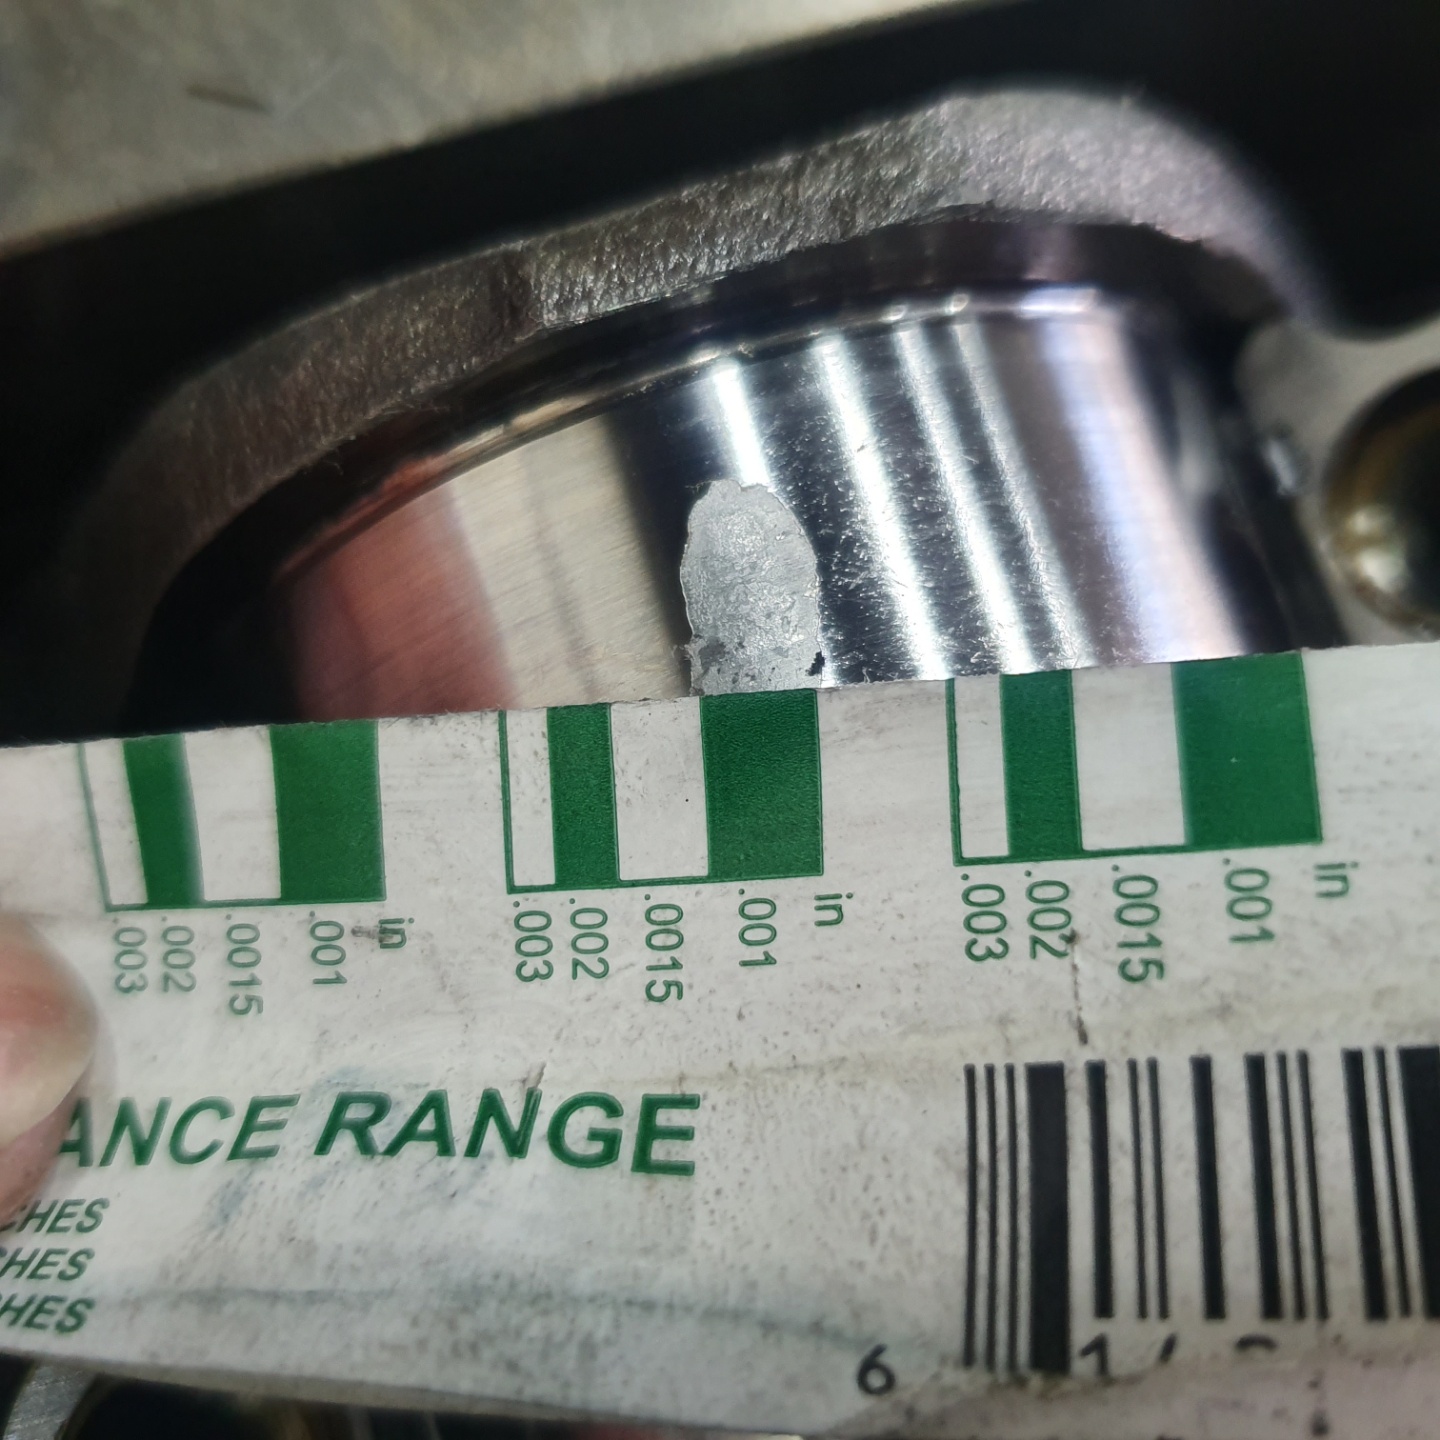 in in in
.003 .002 .0015 .001 .003 .002 .0015 .001 .003 .002 .0015 .001
ANCE RANGE
CHES
CHES
CHES
6 1